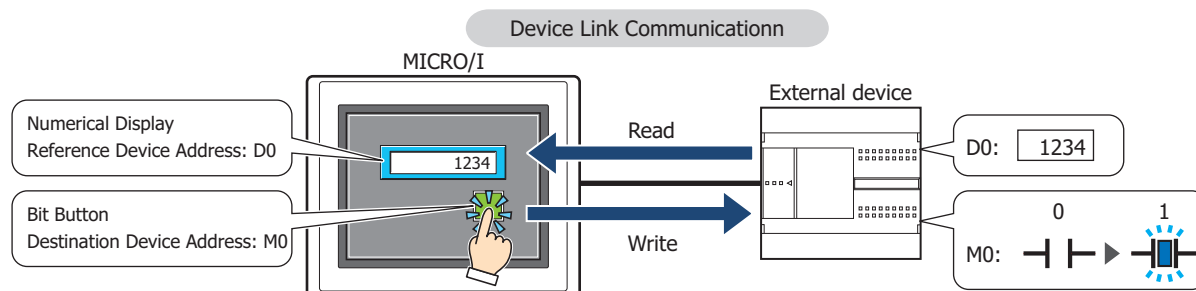 Device Link Communicationn
MICRO/I
External device
Numerical Display
Reference Device Address: D0
1234
Read
D0: 1234
Bit Button
Destination Device Address: M0
Write
0 1
M0: